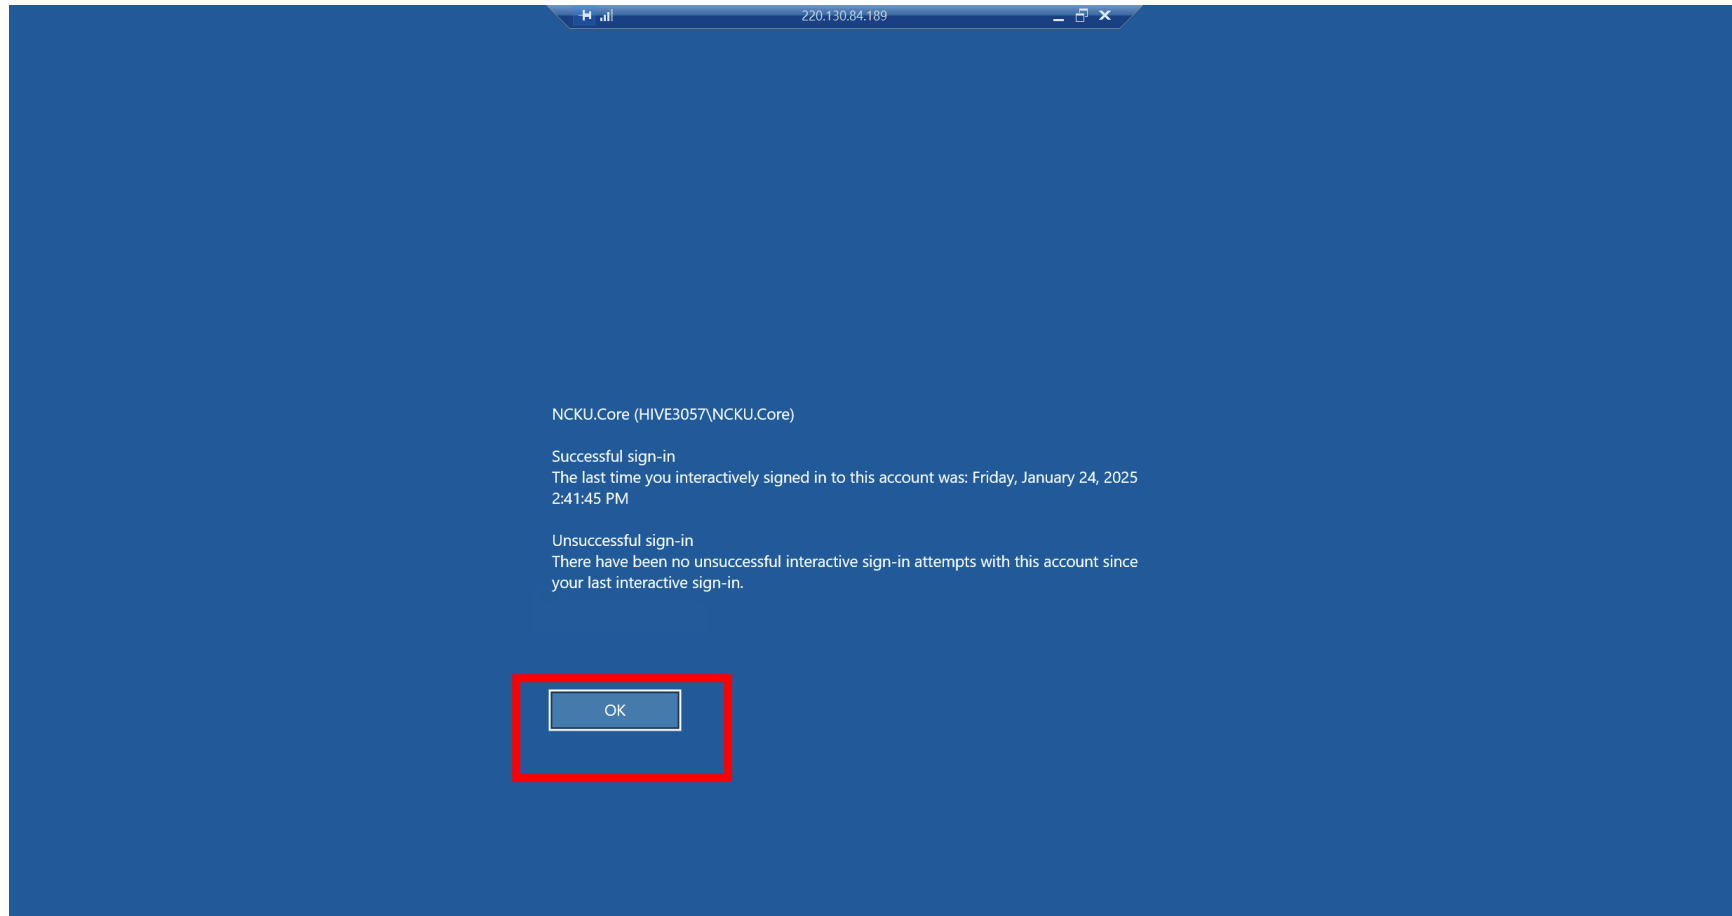 220.130.84.189
NCKU.Core (HIVE3057\NCKU.Core)
Successful sign-in
The last time you interactively signed in to this account was: Friday, January 24, 2025
2:41:45 PM
Unsuccessful sign-in
There have been no unsuccessful interactive sign-in attempts with this account since
your last interactive sign-in.
OK